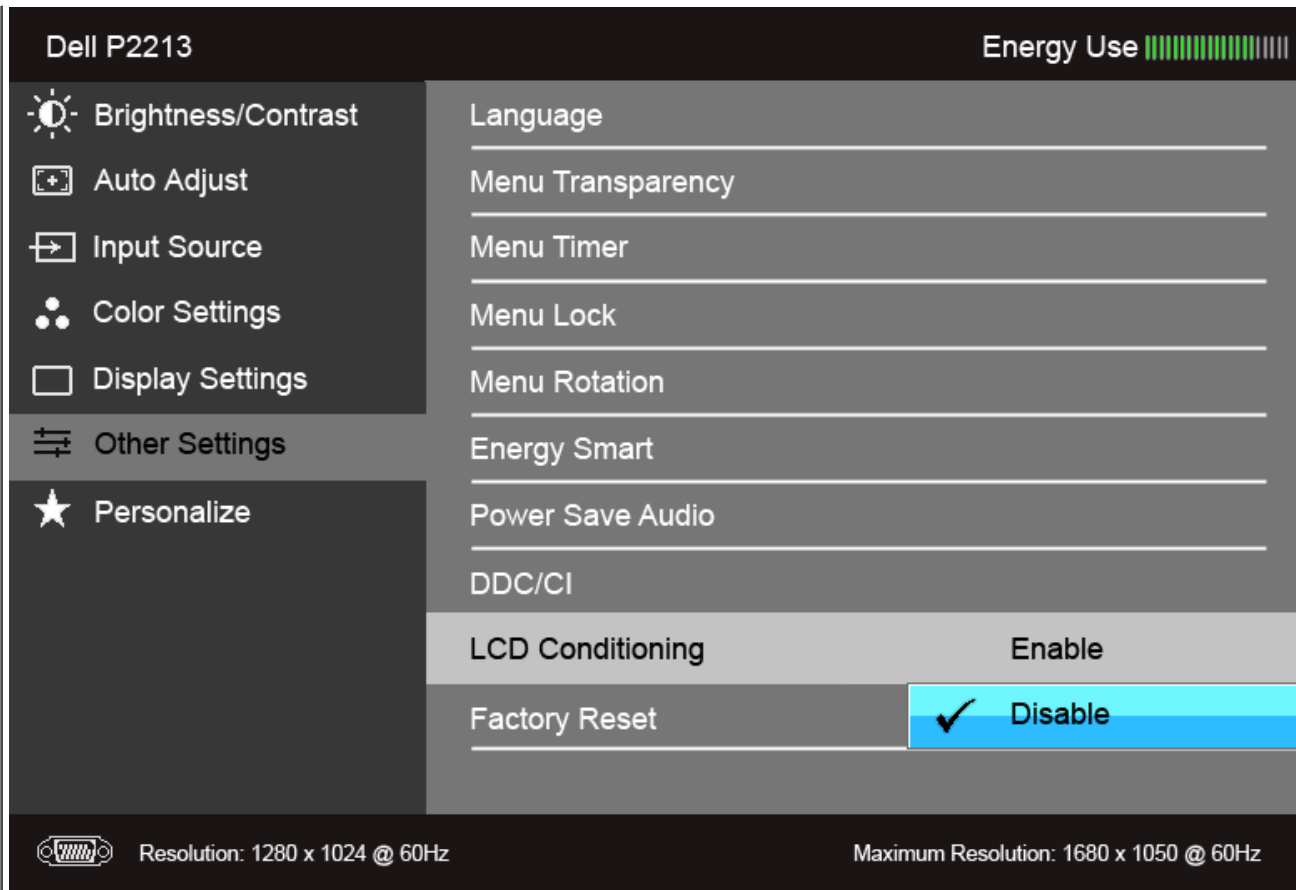 Dell P2213
Energy Use
Brightness/Contrast
Auto Adjust
Input Source
Color Settings
Display Settings
Other Settings
Personalize
Language
Menu Transparency
Menu Timer
Menu Lock
Menu Rotation
Energy Smart
Power Save Audio
DDC/CI
LCD Conditioning
Enable
Factory Reset
Disable
Resolution: 1280 x 1024 @ 60Hz
Maximum Resolution: 1680 x 1050 @ 60Hz